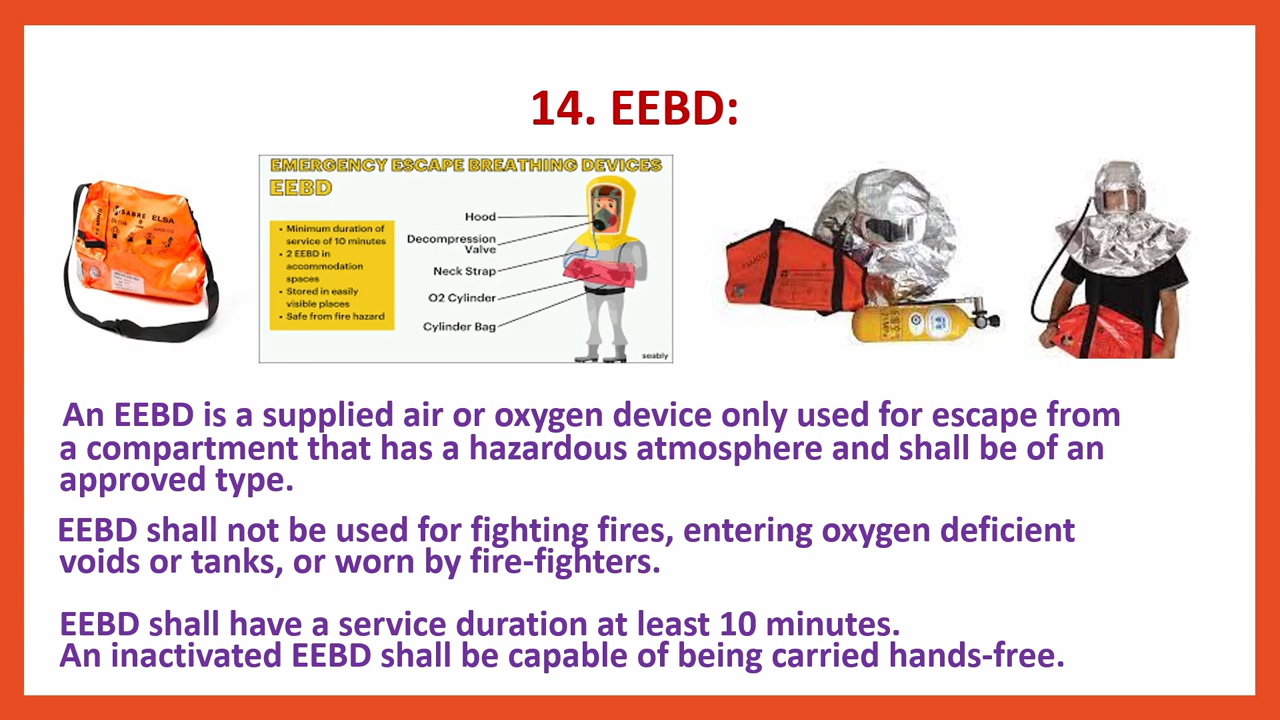 14. EEBD:
SABRE ELSA
EMERGENCY ESCAPE BREATHING DEVICES
EEBD
• Minimum duration of
service of 10 minutes
• 2 EEBD in
accommodation
spaces
• Stored in easily
visible places
• Safe from fire hazard
Hood
Decompression
Valve
Neck Strap
O2 Cylinder
Cylinder Bag
seably
An EEBD is a supplied air or oxygen device only used for escape from
a compartment that has a hazardous atmosphere and shall be of an
approved type.
EEBD shall not be used for fighting fires, entering oxygen deficient
voids or tanks, or worn by fire-fighters.
EEBD shall have a service duration at least 10 minutes.
An inactivated EEBD shall be capable of being carried hands-free.